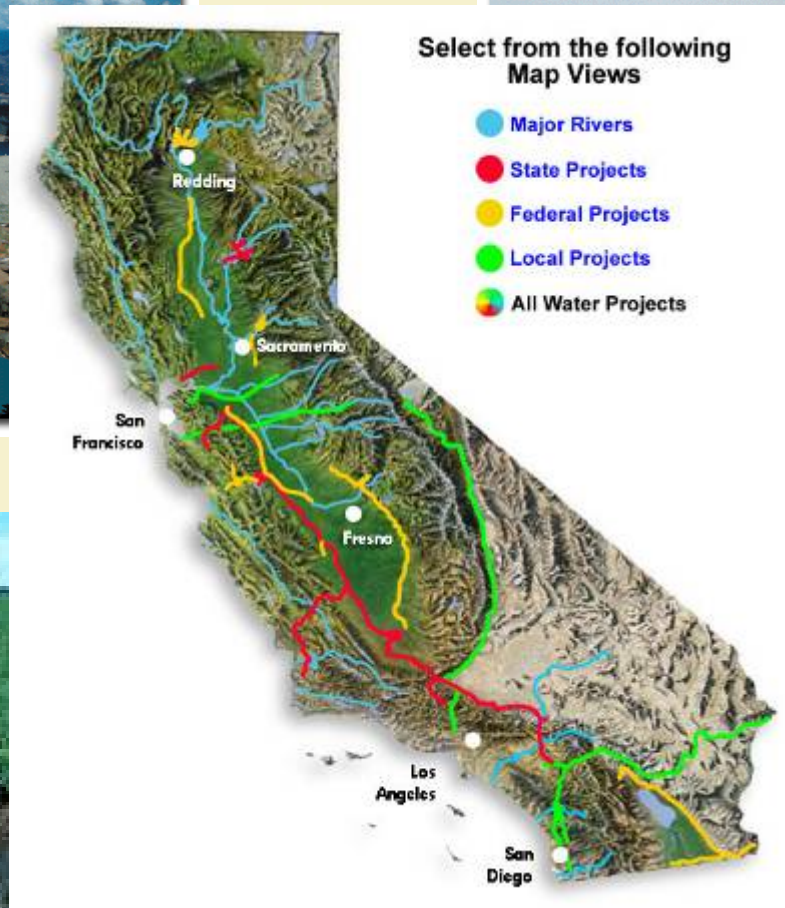 Select from the following
Map Views
Major Rivers
State Projects
Federal Projects
Local Projects
All Water Projects
Redding
Sacramento
San
Francisco
Fresno
Los
Angeles
San
Diego